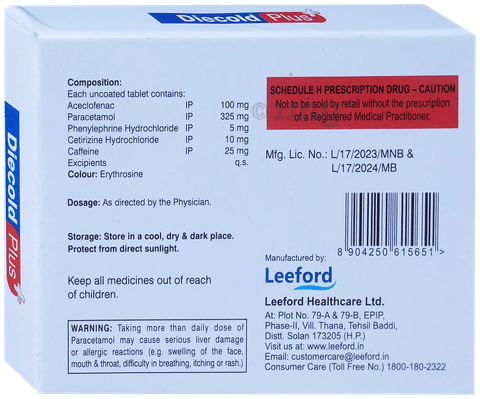 Diecold Plus+
Diecold Plus
Composition:
Each uncoated tablet contains:
Aceclofenac IP 100 mg
Paracetamol IP 325 mg
Phenylephrine Hydrochloride IP 5 mg
Cetirizine Hydrochloride IP 10 mg
Caffeine IP 25 mg
Excipients q.s.
Colour: Erythrosine
Dosage: As directed by the Physician.
Storage: Store in a cool, dry & dark place.
Protect from direct sunlight.
Keep all medicines out of reach
of children.
WARNING: Taking more than daily dose of
Paracetamol may cause serious liver damage
or allergic reactions (e.g. swelling of the face,
mouth & throat, difficulty in breathing, itching or rash.)
SCHEDULE H PRESCRIPTION DRUG – CAUTION
Not to be sold by retail without the prescription
of a Registered Medical Practitioner.
Mfg. Lic. No.: L/17/2023/MNB &
L/17/2024/MB
8 904250 615651 >
Manufactured by:
Leeford
Leeford Healthcare Ltd.
At: Plot No. 79-A & 79-B, EPIP,
Phase-II, Vill. Thana, Tehsil Baddi,
Distt. Solan 173205 (H.P.)
Visit us at: www.leeford.in
Email: customercare@leeford.in
Consumer Care (Toll Free No.) 1800-180-2322